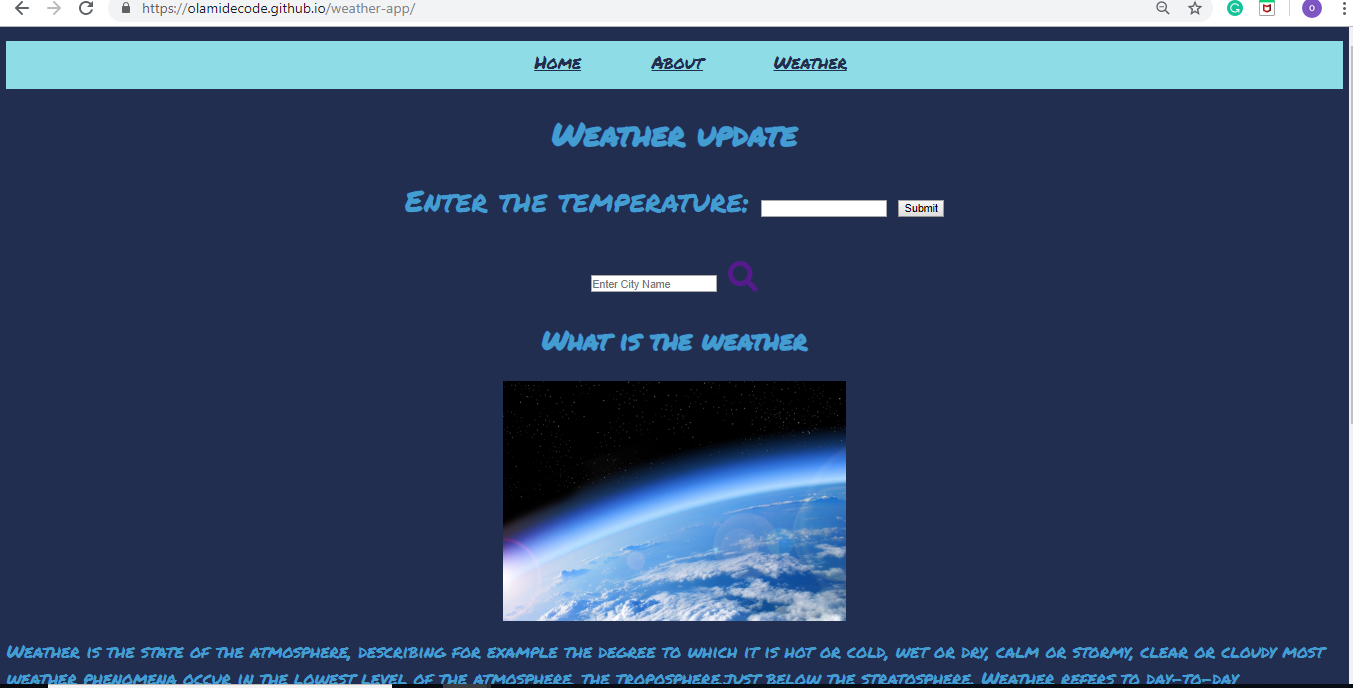 https://olamidecode.github.io/weather-app/
Home About Weather
Weather update
Enter the temperature: Submit
Enter City Name
What is the weather
Weather is the state of the atmosphere, describing for example the degree to which it is hot or cold, wet or dry, calm or stormy, clear or cloudy most
weather phenomena occur in the lowest level of the atmosphere, the troposphere,just below the stratosphere. Weather refers to day-to-day